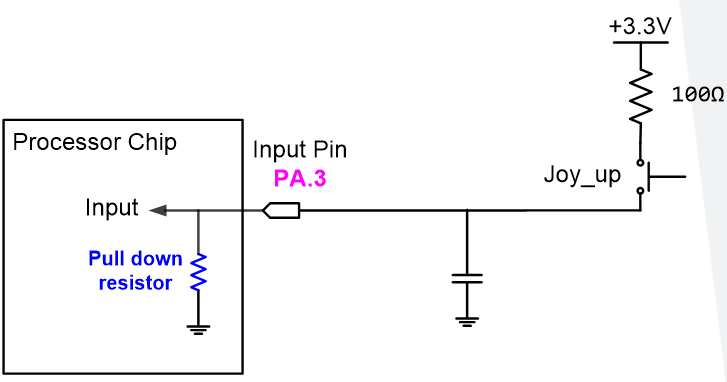 +3.3V
100Ω
Processor Chip
Input Pin
PA.3
Joy_up
Input
Pull down
resistor